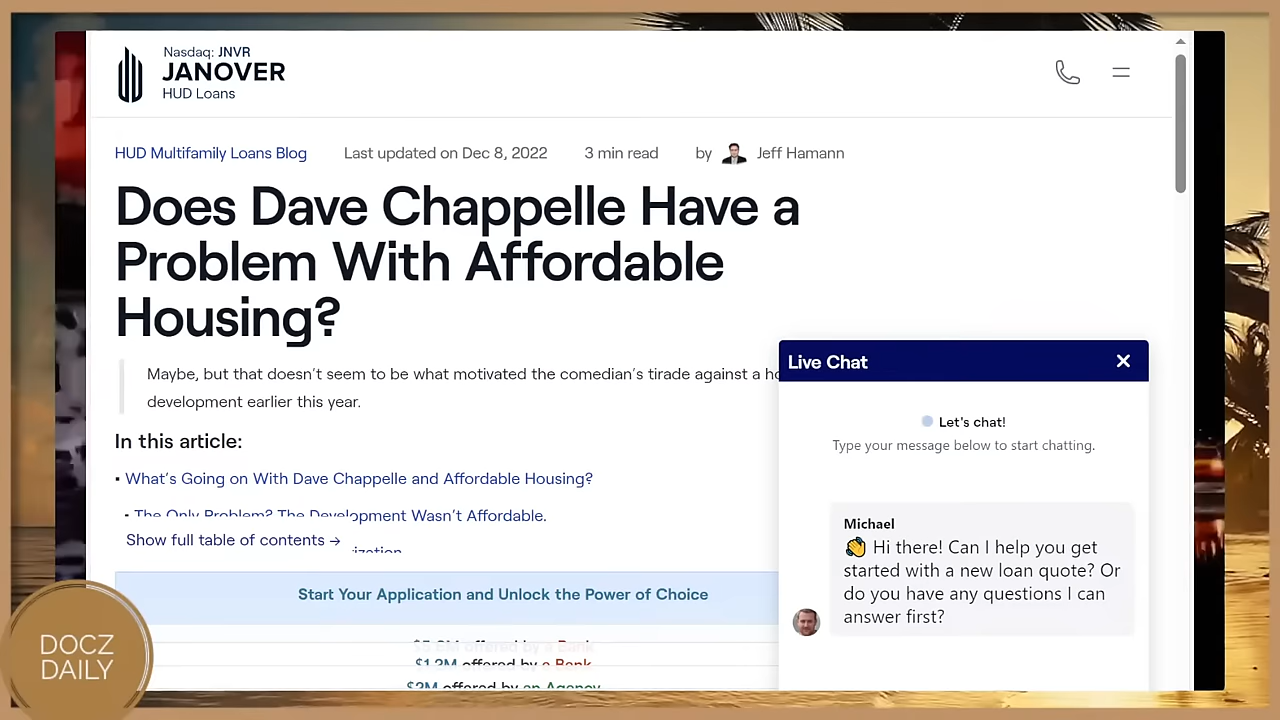 Nasdaq: JNVR
JANOVER
HUD Loans
HUD Multifamily Loans Blog Last updated on Dec 8, 2022 3 min read by Jeff Hamann
Does Dave Chappelle Have a
Problem With Affordable
Housing?
Maybe, but that doesn't seem to be what motivated the comedian's tirade against a
development earlier this year.
In this article:
▪ What's Going on With Dave Chappelle and Affordable Housing?
▪ The Only Problem? The Development Wasn't Affordable.
Show full table of contents →
Start Your Application and Unlock the Power of Choice
offered by a Bank
$1.2M offered by a Bank
$2M offered by an Agency
Live Chat
Let's chat!
Type your message below to start chatting.
Michael
👋 Hi there! Can I help you get
started with a new loan quote? Or
do you have any questions I can
answer first?
DOCZ
DAILY